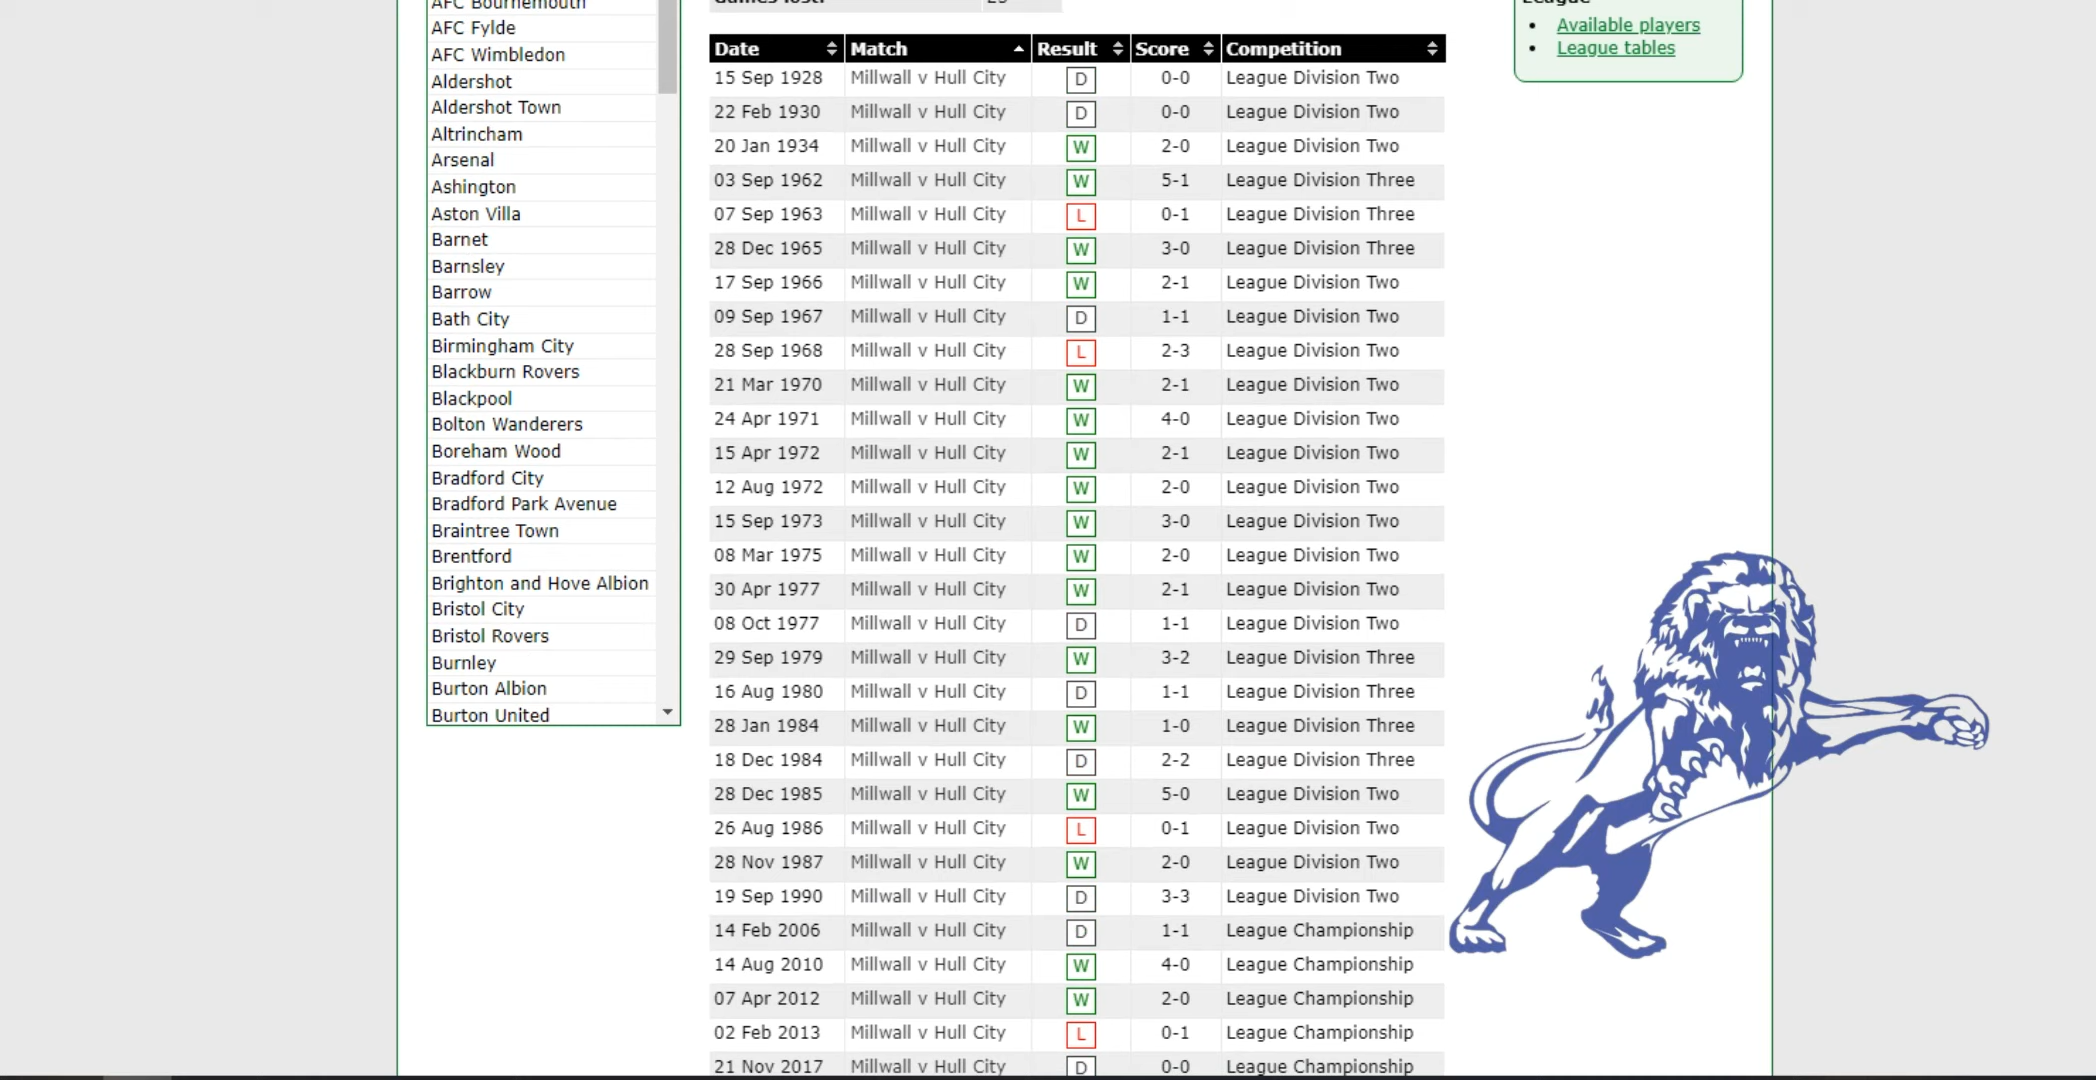 AFC Bournemouth
AFC Fylde
AFC Wimbledon
Aldershot
Aldershot Town
Altrincham
Arsenal
Ashington
Aston Villa
Barnet
Barnsley
Barrow
Bath City
Birmingham City
Blackburn Rovers
Blackpool
Bolton Wanderers
Boreham Wood
Bradford City
Bradford Park Avenue
Braintree Town
Brentford
Brighton and Hove Albion
Bristol City
Bristol Rovers
Burnley
Burton Albion
Burton United
Games lost:
Date Match Result Score Competition
15 Sep 1928 Millwall v Hull City D 0-0 League Division Two
22 Feb 1930 Millwall v Hull City D 0-0 League Division Two
20 Jan 1934 Millwall v Hull City W 2-0 League Division Two
03 Sep 1962 Millwall v Hull City W 5-1 League Division Three
07 Sep 1963 Millwall v Hull City L 0-1 League Division Three
28 Dec 1965 Millwall v Hull City W 3-0 League Division Three
17 Sep 1966 Millwall v Hull City W 2-1 League Division Two
09 Sep 1967 Millwall v Hull City D 1-1 League Division Two
28 Sep 1968 Millwall v Hull City L 2-3 League Division Two
21 Mar 1970 Millwall v Hull City W 2-1 League Division Two
24 Apr 1971 Millwall v Hull City W 4-0 League Division Two
15 Apr 1972 Millwall v Hull City W 2-1 League Division Two
12 Aug 1972 Millwall v Hull City W 2-0 League Division Two
15 Sep 1973 Millwall v Hull City W 3-0 League Division Two
08 Mar 1975 Millwall v Hull City W 2-0 League Division Two
30 Apr 1977 Millwall v Hull City W 2-1 League Division Two
08 Oct 1977 Millwall v Hull City D 1-1 League Division Two
29 Sep 1979 Millwall v Hull City W 3-2 League Division Three
16 Aug 1980 Millwall v Hull City D 1-1 League Division Three
28 Jan 1984 Millwall v Hull City W 1-0 League Division Three
18 Dec 1984 Millwall v Hull City D 2-2 League Division Three
28 Dec 1985 Millwall v Hull City W 5-0 League Division Two
26 Aug 1986 Millwall v Hull City L 0-1 League Division Two
28 Nov 1987 Millwall v Hull City W 2-0 League Division Two
19 Sep 1990 Millwall v Hull City D 3-3 League Division Two
14 Feb 2006 Millwall v Hull City D 1-1 League Championship
14 Aug 2010 Millwall v Hull City W 4-0 League Championship
07 Apr 2012 Millwall v Hull City W 2-0 League Championship
02 Feb 2013 Millwall v Hull City L 0-1 League Championship
21 Nov 2017 Millwall v Hull City D 0-0 League Championship
League
• Available players
• League tables